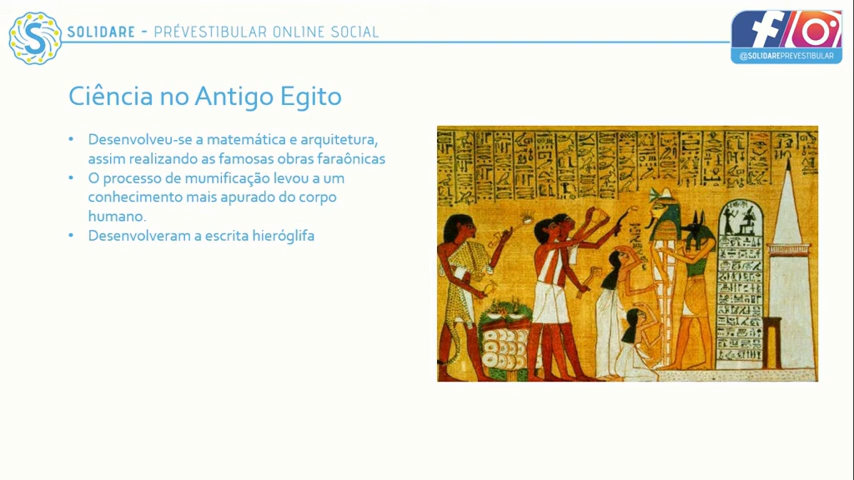 SOLIDARE - PRÉVESTIBULAR ONLINE SOCIAL
@SOLIDAREPREVESTIBULAR
Ciência no Antigo Egito
• Desenvolveu-se a matemática e arquitetura,
assim realizando as famosas obras faraônicas
• O processo de mumificação levou a um
conhecimento mais apurado do corpo
humano.
• Desenvolveram a escrita hieróglifa